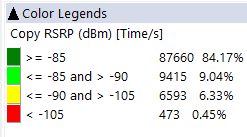 Color Legends
Copy RSRP (dBm) [Time/s]
>= -85 87660 84.17%
<= -85 and > -90 9415 9.04%
<= -90 and > -105 6593 6.33%
< -105 473 0.45%